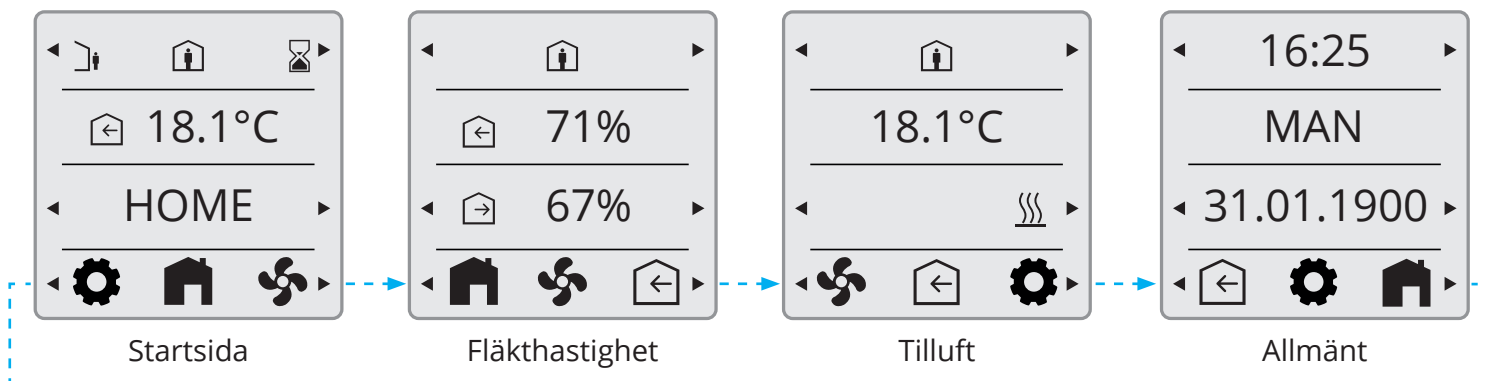 18.1°C
HOME
Startsida
71%
67%
Fläkthastighet
18.1°C
Tilluft
16:25
MAN
31.01.1900
Allmänt